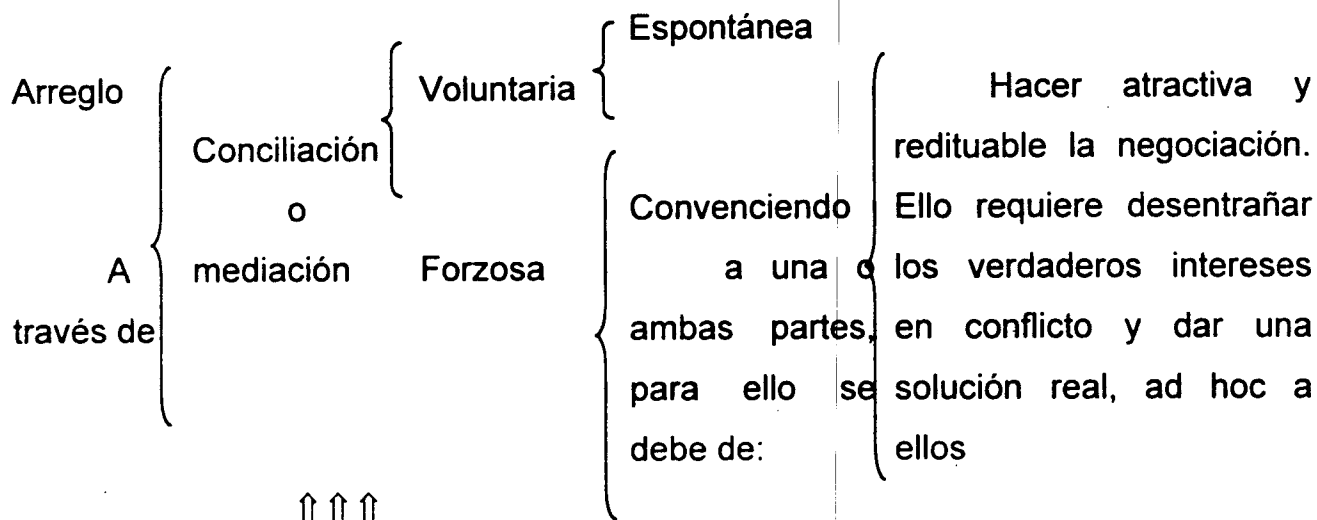 Arreglo
A
través de
Conciliación
o
mediación
Voluntaria
Forzosa
Espontánea
Convenciendo
a una o
ambas partes,
para ello se
debe de:
Hacer atractiva y
redituable la negociación.
Ello requiere desentrañar
los verdaderos intereses
en conflicto y dar una
solución real, ad hoc a
ellos
⇑ ⇑ ⇑